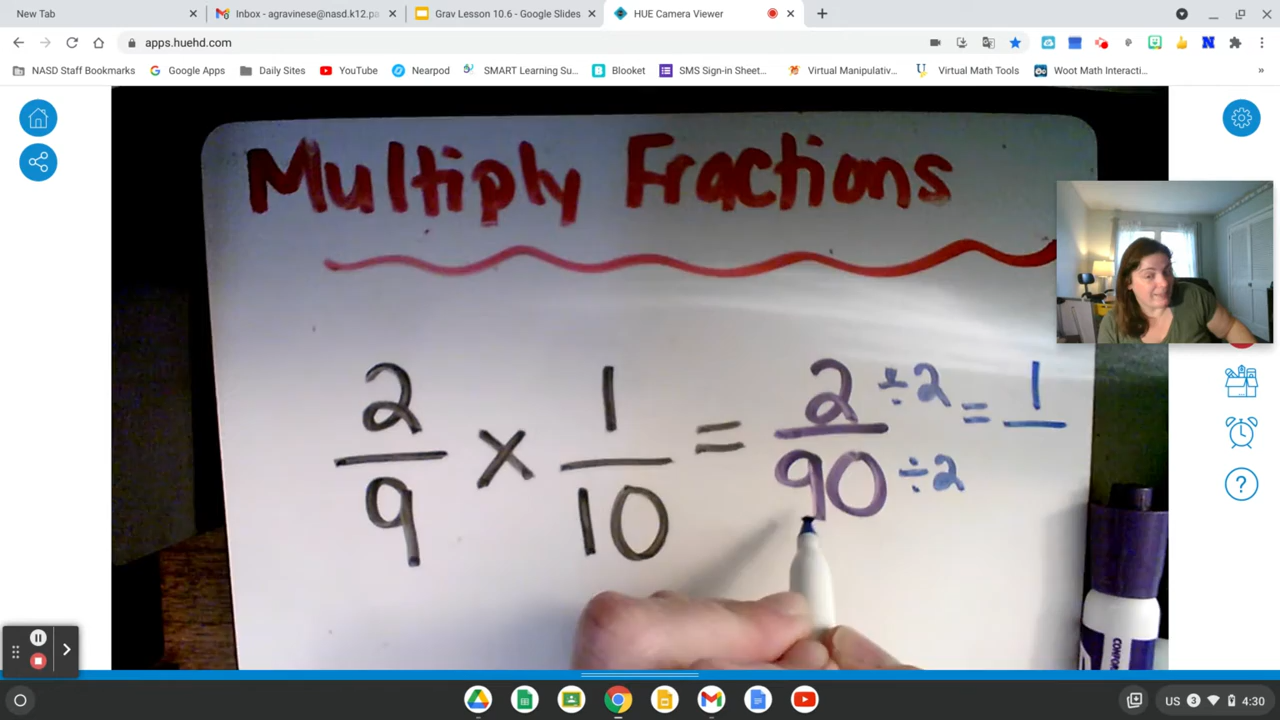 New Tab
Inbox - agravinese@nasd.k12.pa
Grav Lesson 10.6 - Google Slides
HUE Camera Viewer
apps.huehd.com
NASD Staff Bookmarks
Google Apps
Daily Sites
YouTube
Nearpod
SMART Learning Su...
Blooket
SMS Sign-in Sheet...
Virtual Manipulativ...
Virtual Math Tools
Woot Math Interacti...
»
Multiply Fractions
2/9 × 1/10 = 2/90 ÷2/÷2 = 1/
US 3 4:30